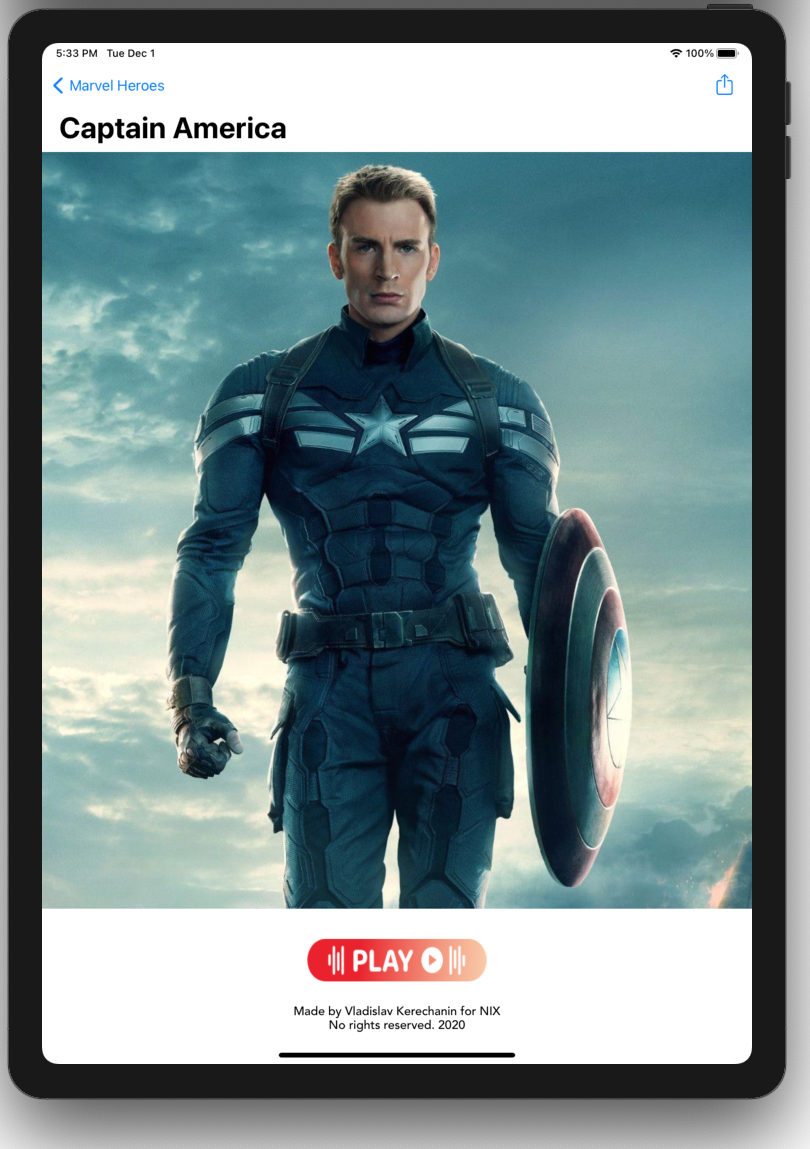 5:33 PM Tue Dec 1
100%
Marvel Heroes
Captain America
PLAY
Made by Vladislav Kerechanin for NIX
No rights reserved. 2020